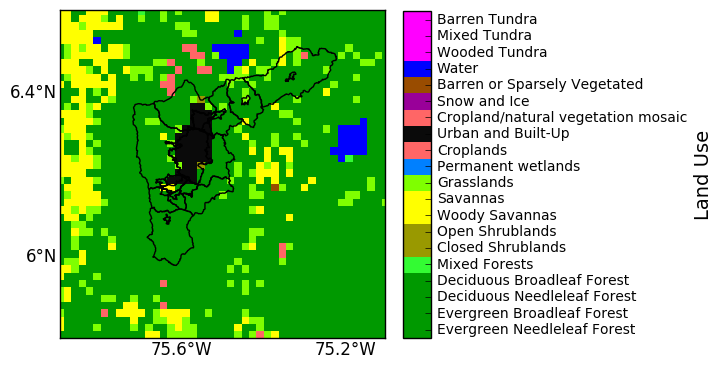 6.4°N
6°N
75.6°W
75.2°W
Barren Tundra
Mixed Tundra
Wooded Tundra
Water
Barren or Sparsely Vegetated
Snow and Ice
Cropland/natural vegetation mosaic
Urban and Built-Up
Croplands
Permanent wetlands
Grasslands
Savannas
Woody Savannas
Open Shrublands
Closed Shrublands
Mixed Forests
Deciduous Broadleaf Forest
Deciduous Needleleaf Forest
Evergreen Broadleaf Forest
Evergreen Needleleaf Forest
Land Use